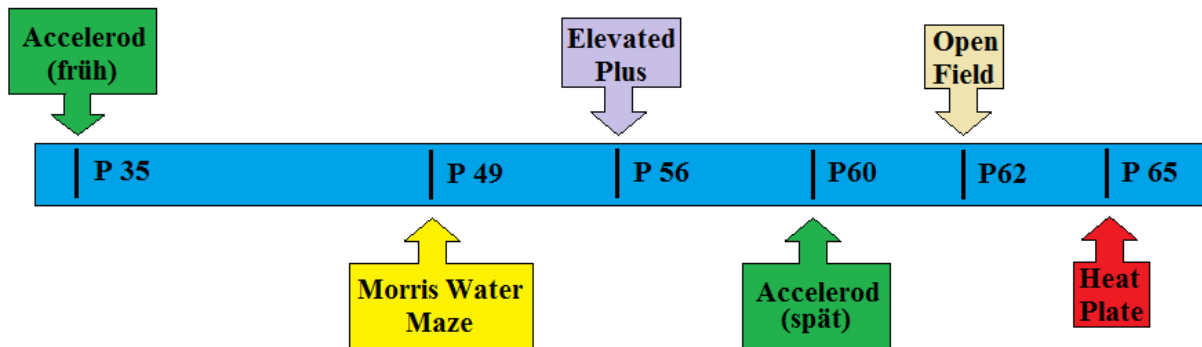 Accelerod
(früh)
Elevated
Plus
Open
Field
P 35
P 49
P 56
P60
P62
P 65
Morris Water
Maze
Accelerod
(spät)
Heat
Plate